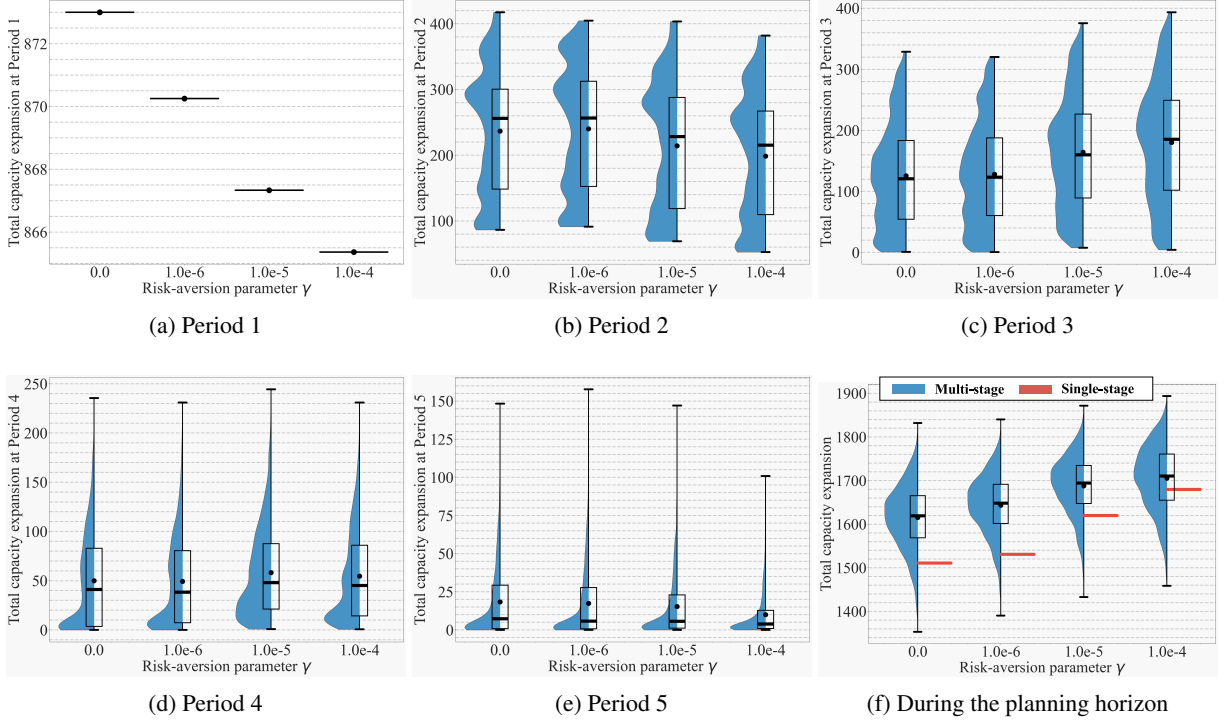 Total capacity expansion at Period 1
872
870
868
866
0.0 1.0e-6 1.0e-5 1.0e-4
Risk-aversion parameter γ
(a) Period 1
Total capacity expansion at Period 2
400
300
200
100
0.0 1.0e-6 1.0e-5 1.0e-4
Risk-aversion parameter γ
(b) Period 2
Total capacity expansion at Period 3
400
300
200
100
0
0.0 1.0e-6 1.0e-5 1.0e-4
Risk-aversion parameter γ
(c) Period 3
Total capacity expansion at Period 4
250
200
150
100
50
0
0.0 1.0e-6 1.0e-5 1.0e-4
Risk-aversion parameter γ
(d) Period 4
Total capacity expansion at Period 5
150
125
100
75
50
25
0
0.0 1.0e-6 1.0e-5 1.0e-4
Risk-aversion parameter γ
(e) Period 5
Multi-stage Single-stage
Total capacity expansion
1900
1800
1700
1600
1500
1400
0.0 1.0e-6 1.0e-5 1.0e-4
Risk-aversion parameter γ
(f) During the planning horizon